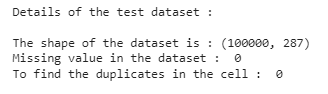 Details of the test dataset :
The shape of the dataset is : (100000, 287)
Missing value in the dataset :  0
To find the duplicates in the cell :  0